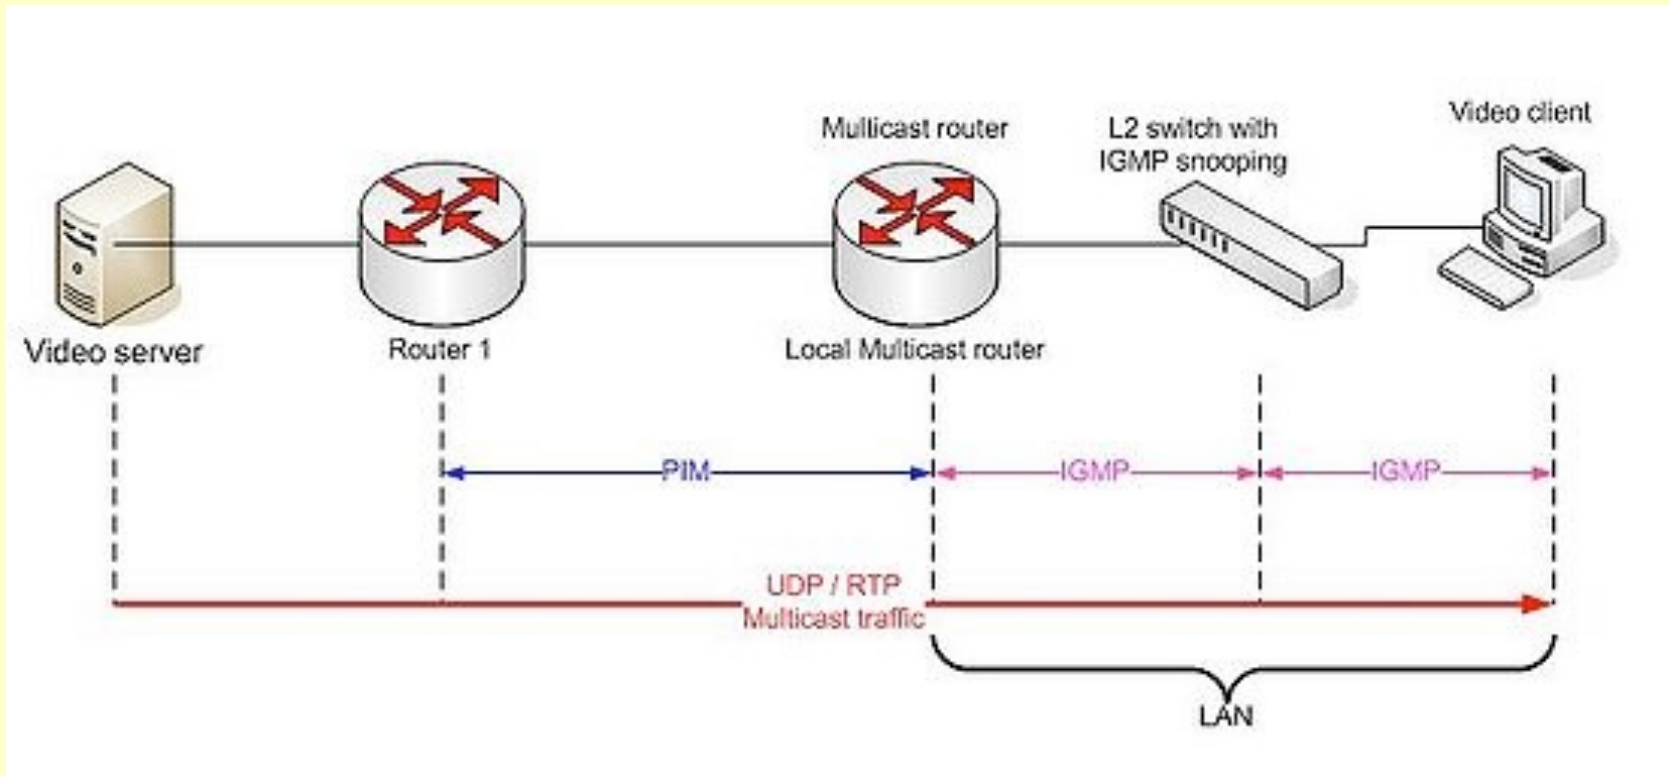 Video client
Multicast router
L2 switch with
IGMP snooping
Video server
Router 1
Local Multicast router
PIM
IGMP
IGMP
UDP / RTP
Multicast traffic
LAN